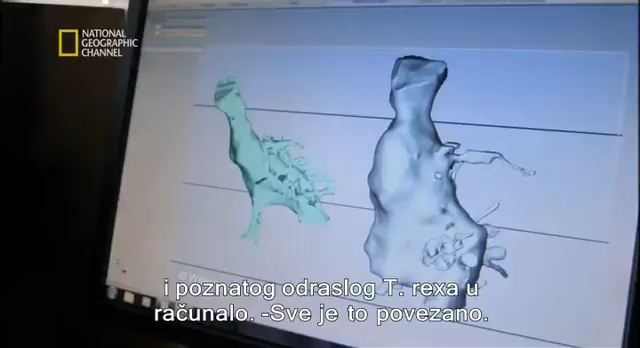 NATIONAL
GEOGRAPHIC
CHANNEL
i poznatog odraslog T. rexa u
računalo. -Sve je to povezano.